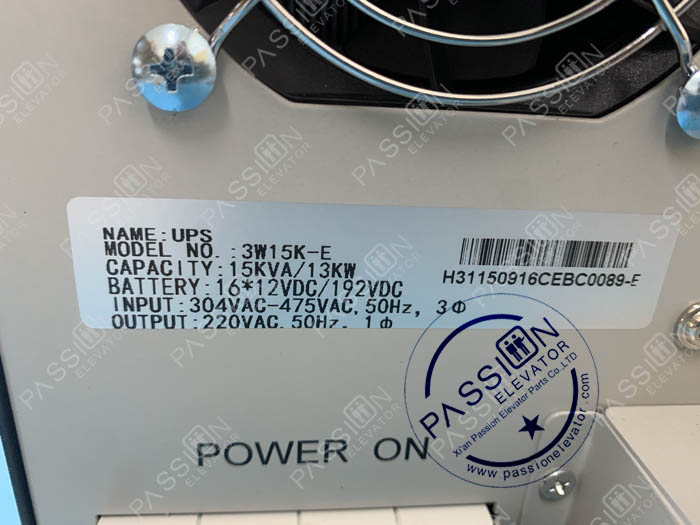 NAME:UPS
MODEL NO.:3W15K-E
CAPACITY:15KVA/13KW
BATTERY:16*12VDC/192VDC
INPUT:304VAC-475VAC,50Hz, 3Φ
OUTPUT:220VAC,50Hz, 1Φ
H31150916CEBC0089-E
POWER ON
PASSION
ELEVATOR
Xi'an Passion Elevator Parts Co.,LTD
www.passionelevator.com